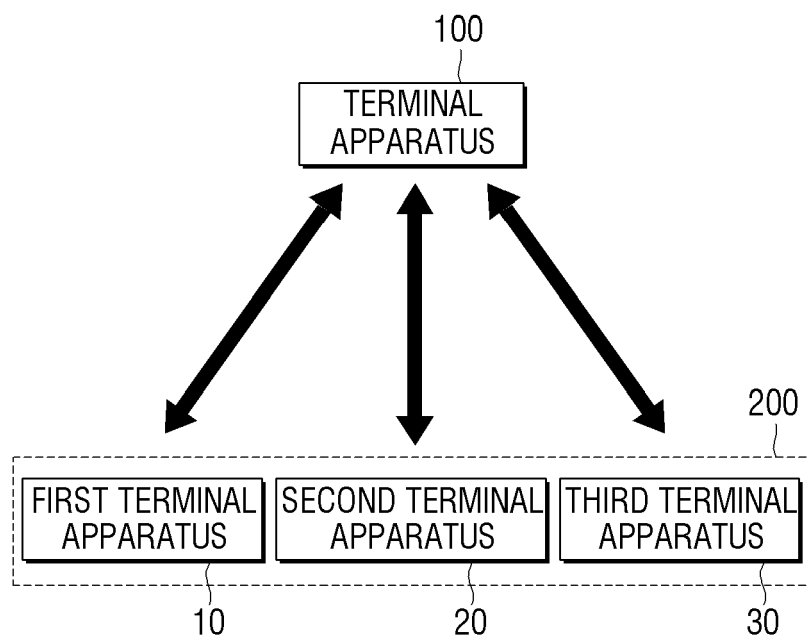 100
TERMINAL
APPARATUS
200
FIRST TERMINAL
APPARATUS
SECOND TERMINAL
APPARATUS
THIRD TERMINAL
APPARATUS
10
20
30